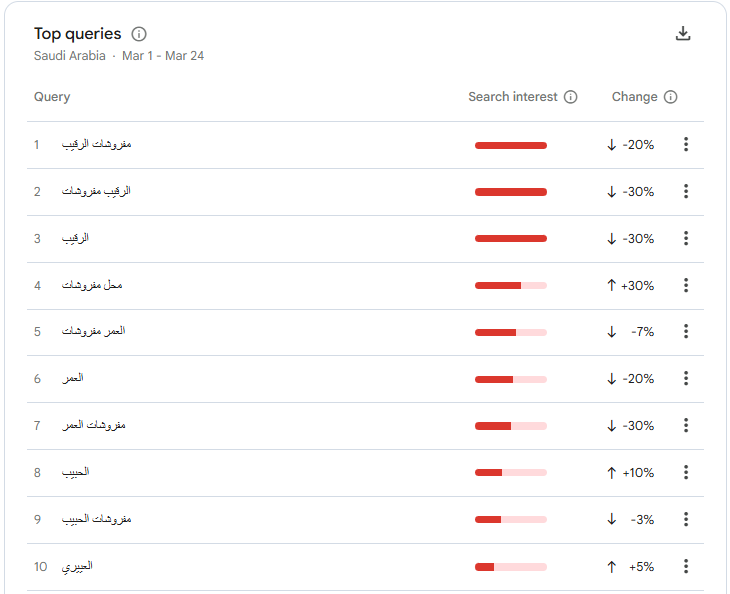 Top queries
Saudi Arabia · Mar 1 - Mar 24
Query Search interest Change
1 مفروشات الرقيب ↓ -20%
2 الرقيب مفروشات ↓ -30%
3 الرقيب ↓ -30%
4 محل مفروشات ↑ +30%
5 العمر مفروشات ↓ -7%
6 العمر ↓ -20%
7 مفروشات العمر ↓ -30%
8 الحبيب ↑ +10%
9 مفروشات الحبيب ↓ -3%
10 ↑ +5%